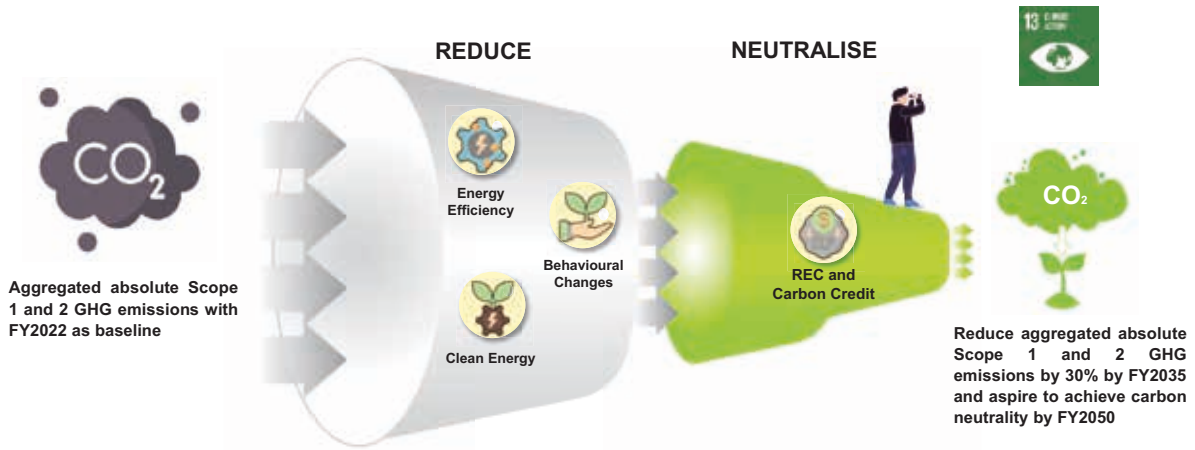 REDUCE
NEUTRALISE
13 CLIMATE
ACTION
CO2
Aggregated absolute Scope
1 and 2 GHG emissions with
FY2022 as baseline
Energy
Efficiency
Behavioural
Changes
Clean Energy
REC and
Carbon Credit
CO2
Reduce aggregated absolute
Scope 1 and 2 GHG
emissions by 30% by FY2035
and aspire to achieve carbon
neutrality by FY2050